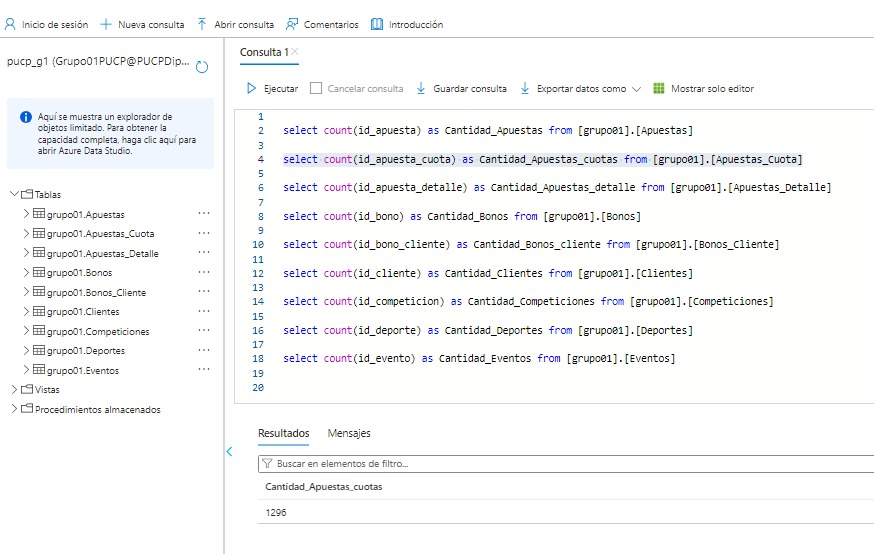 Inicio de sesión Nueva consulta Abrir consulta Comentarios Introducción
pucp_g1 (Grupo01PUCP@PUCPDip...
Aquí se muestra un explorador de
objetos limitado. Para obtener la
capacidad completa, haga clic aquí para
abrir Azure Data Studio.
Tablas
grupo01.Apuestas ...
grupo01.Apuestas_Cuota ...
grupo01.Apuestas_Detalle ...
grupo01.Bonos ...
grupo01.Bonos_Cliente ...
grupo01.Clientes ...
grupo01.Competiciones ...
grupo01.Deportes ...
grupo01.Eventos ...
Vistas
Procedimientos almacenados
Consulta 1
Ejecutar Cancelar consulta Guardar consulta Exportar datos como Mostrar solo editor
1
2 select count(id_apuesta) as Cantidad_Apuestas from [grupo01].[Apuestas]
3
4 select count(id_apuesta_cuota) as Cantidad_Apuestas_cuotas from [grupo01].[Apuestas_Cuota]
5
6 select count(id_apuesta_detalle) as Cantidad_Apuestas_detalle from [grupo01].[Apuestas_Detalle]
7
8 select count(id_bono) as Cantidad_Bonos from [grupo01].[Bonos]
9
10 select count(id_bono_cliente) as Cantidad_Bonos_cliente from [grupo01].[Bonos_Cliente]
11
12 select count(id_cliente) as Cantidad_Clientes from [grupo01].[Clientes]
13
14 select count(id_competicion) as Cantidad_Competiciones from [grupo01].[Competiciones]
15
16 select count(id_deporte) as Cantidad_Deportes from [grupo01].[Deportes]
17
18 select count(id_evento) as Cantidad_Eventos from [grupo01].[Eventos]
19
20
Resultados Mensajes
Buscar en elementos de filtro...
Cantidad_Apuestas_cuotas
1296